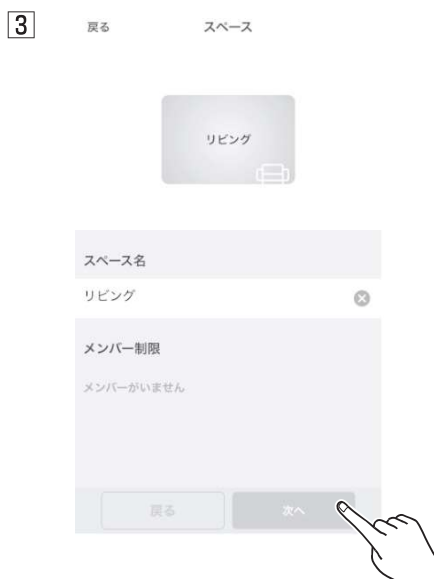 3
戻る スペース
リビング
スペース名
リビング
メンバー制限
メンバーがいません
戻る 次へ